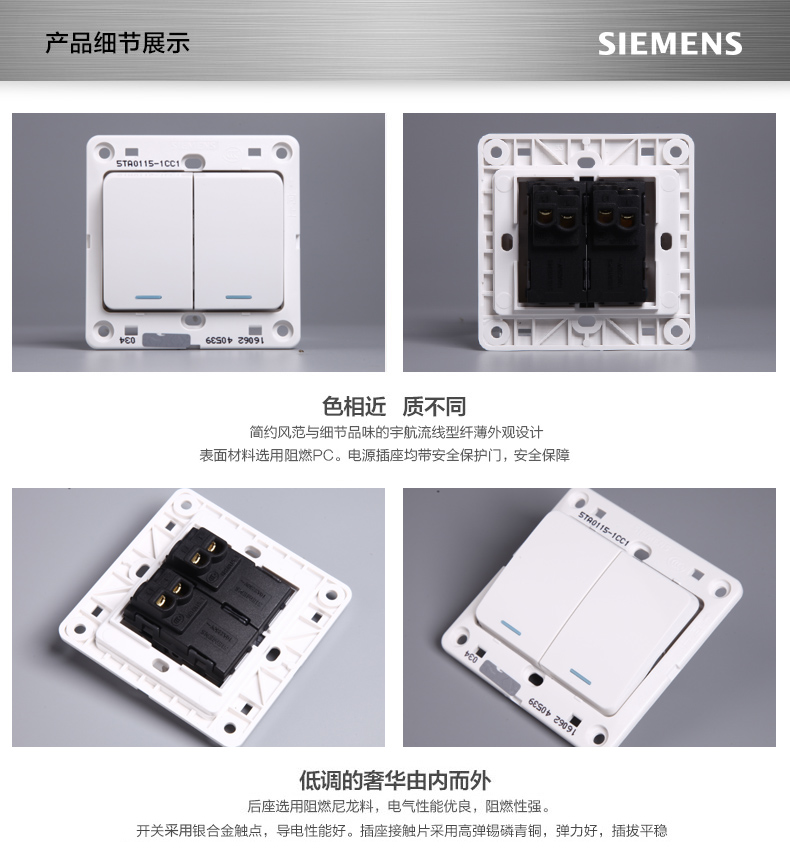 产品细节展示
SIEMENS
5TA0115-1CC1
034
16062 40539
色相近 质不同
简约风范与细节品味的宇航流线型纤薄外观设计
表面材料选用阻燃PC。电源插座均带安全保护门，安全保障
5TA0115-1CC1
034
16062 40539
低调的奢华由内而外
后座选用阻燃尼龙料，电气性能优良，阻燃性强。
开关采用银合金触点，导电性能好。插座接触片采用高弹锡磷青铜，弹力好，插拔平稳